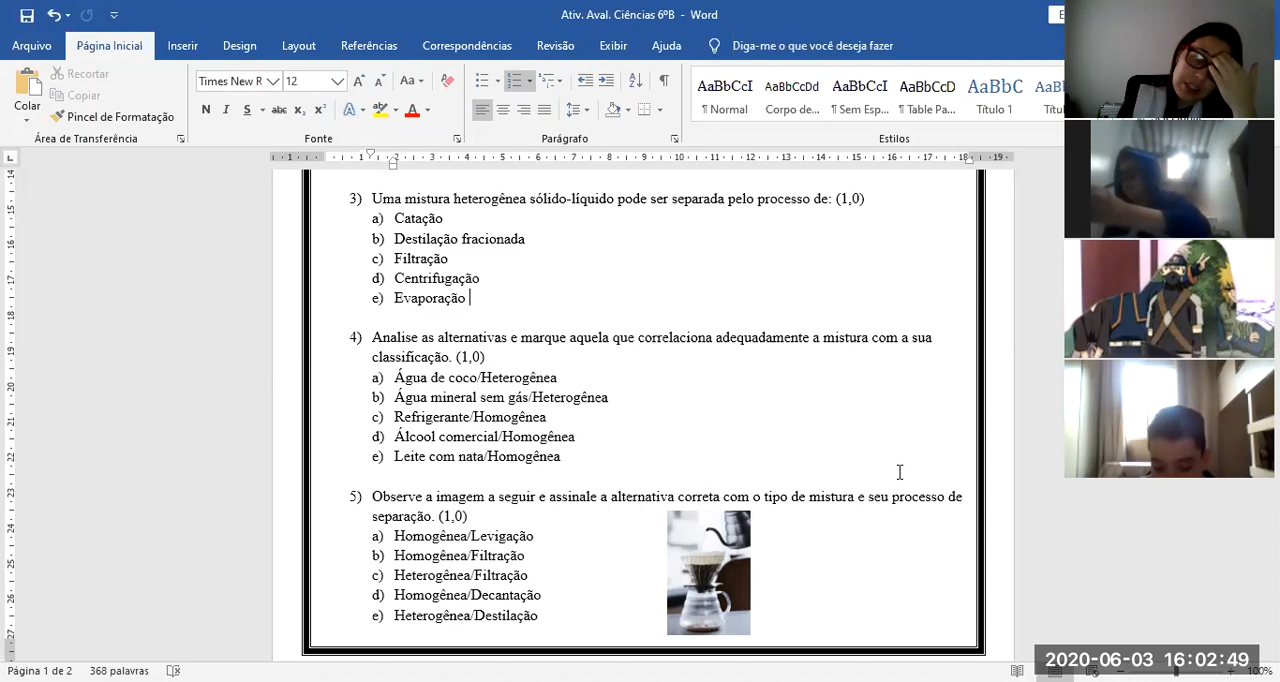 Ativ. Aval. Ciências 6ºB - Word
Arquivo Página Inicial Inserir Design Layout Referências Correspondências Revisão Exibir Ajuda Diga-me o que você deseja fazer
Colar
Recortar
Copiar
Pincel de Formatação
Área de Transferência
Times New R 12
Fonte
Parágrafo
AaBbCcI AaBbCcDd AaBbCcI AaBbCcD AaBbC AaBb
¶ Normal Corpo de... ¶ Sem Esp... ¶ Table Pa... Título 1
Estilos
3) Uma mistura heterogênea sólido-líquido pode ser separada pelo processo de: (1,0)
a) Catação
b) Destilação fracionada
c) Filtração
d) Centrifugação
e) Evaporação
4) Analise as alternativas e marque aquela que correlaciona adequadamente a mistura com a sua
classificação. (1,0)
a) Água de coco/Heterogênea
b) Água mineral sem gás/Heterogênea
c) Refrigerante/Homogênea
d) Álcool comercial/Homogênea
e) Leite com nata/Homogênea
5) Observe a imagem a seguir e assinale a alternativa correta com o tipo de mistura e seu processo de
separação. (1,0)
a) Homogênea/Levigação
b) Homogênea/Filtração
c) Heterogênea/Filtração
d) Homogênea/Decantação
e) Heterogênea/Destilação
Página 1 de 2 368 palavras
2020-06-03 16:02:49
100%